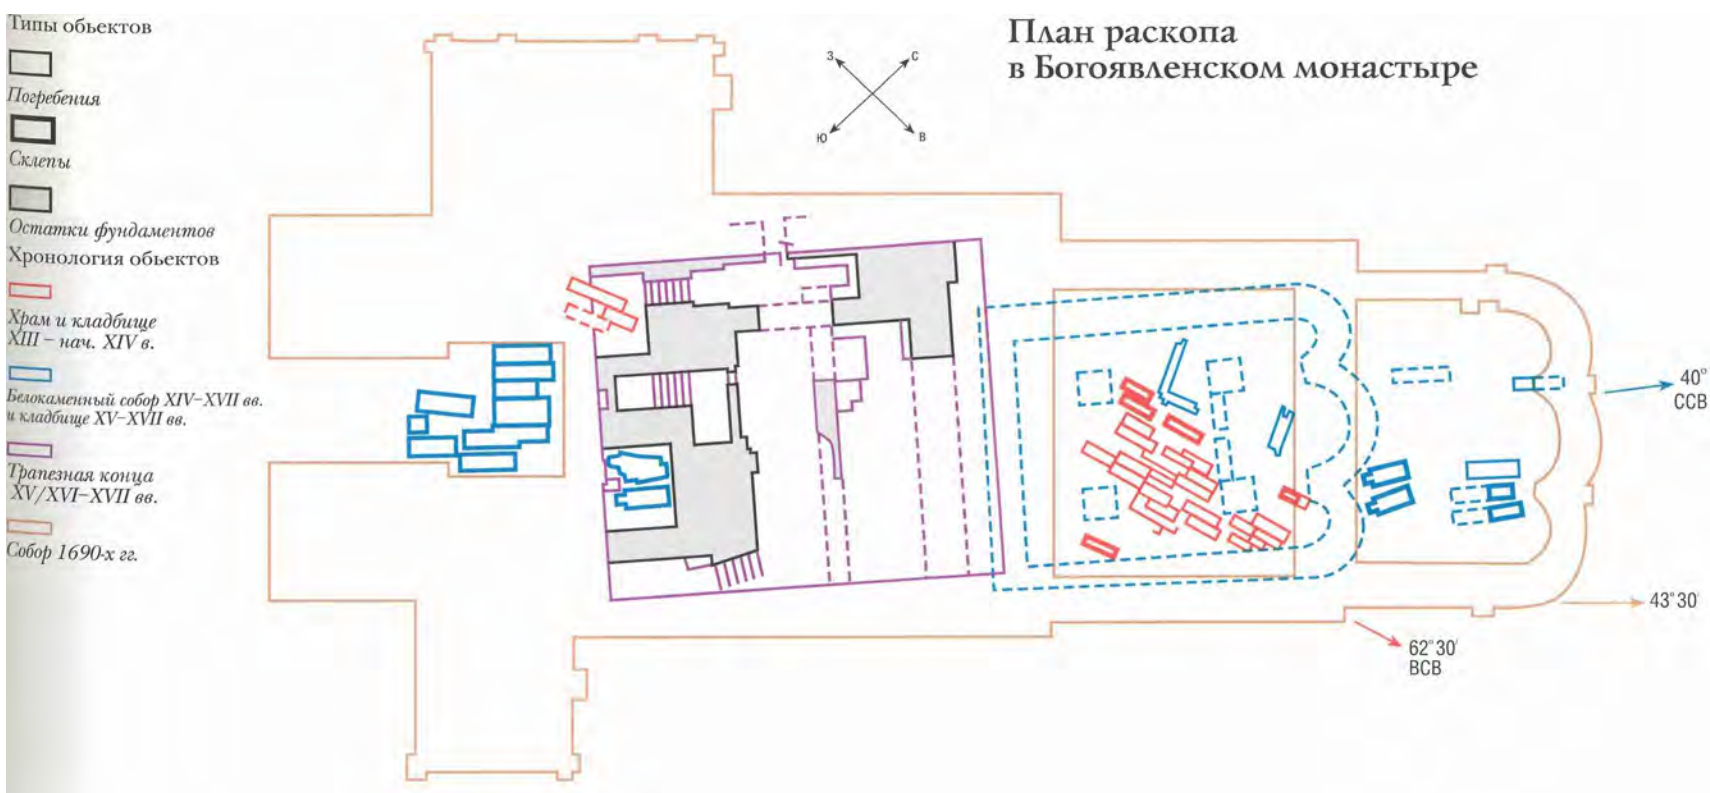 Типы обьектов
Погребения
Склепы
Остатки фундаментов
Хронология обьектов
Храм и кладбище
XIII – нач. XIV в.
Белокаменный собор XIV–XVII вв.
и кладбище XV–XVII вв.
Трапезная конца
XV/XVI–XVII вв.
Собор 1690-х гг.
План раскопа
в Богоявленском монастыре
З
С
Ю
В
40°
ССВ
43°30'
62°30'
ВСВ